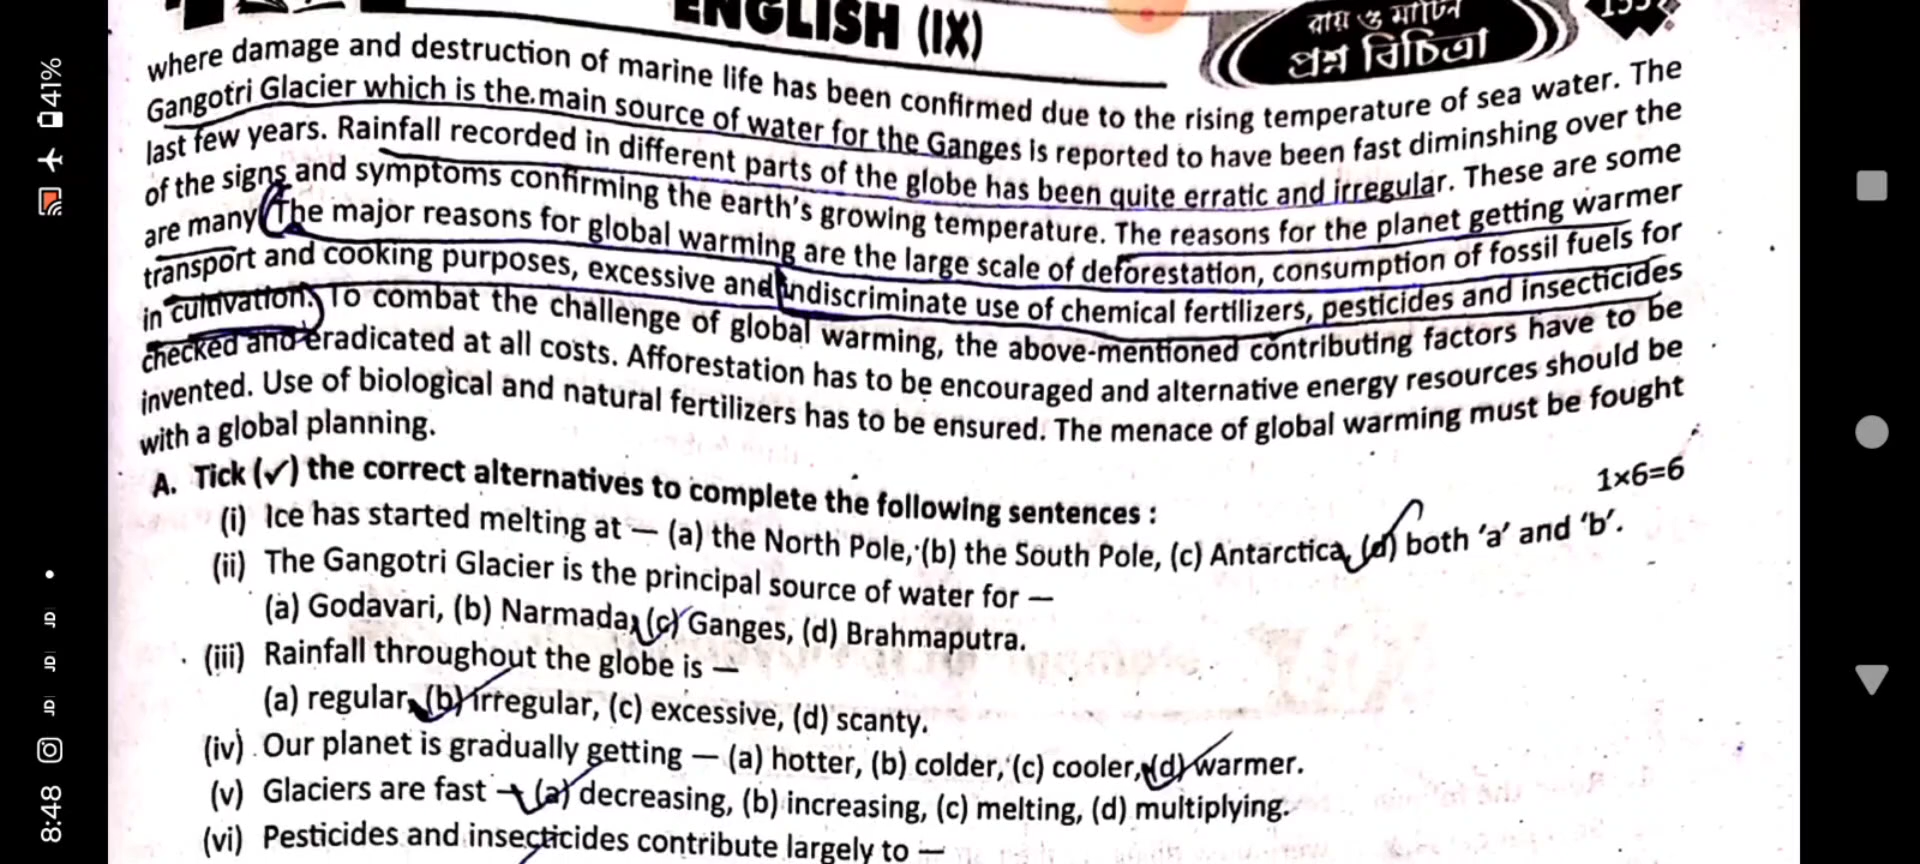 ENGLISH (IX)
রায় ও মার্টিন
প্রশ্ন বিচিত্রা
where damage and destruction of marine life has been confirmed due to the rising temperature of sea water. The
Gangotri Glacier which is the main source of water for the Ganges is reported to have been fast diminshing over the
last few years. Rainfall recorded in different parts of the globe has been quite erratic and irregular. These are some
of the signs and symptoms confirming the earth's growing temperature. The reasons for the planet getting warmer
are many. The major reasons for global warming are the large scale of deforestation, consumption of fossil fuels for
transport and cooking purposes, excessive and indiscriminate use of chemical fertilizers, pesticides and insecticides
in cultivation. To combat the challenge of global warming, the above-mentioned contributing factors have to be
checked and eradicated at all costs. Afforestation has to be encouraged and alternative energy resources should be
invented. Use of biological and natural fertilizers has to be ensured. The menace of global warming must be fought
with a global planning.
A. Tick (✓) the correct alternatives to complete the following sentences : 1×6=6
(i) Ice has started melting at — (a) the North Pole, (b) the South Pole, (c) Antarctica, (d) both 'a' and 'b'.
(ii) The Gangotri Glacier is the principal source of water for —
(a) Godavari, (b) Narmada, (c) Ganges, (d) Brahmaputra.
(iii) Rainfall throughout the globe is —
(a) regular, (b) irregular, (c) excessive, (d) scanty.
(iv) Our planet is gradually getting — (a) hotter, (b) colder, (c) cooler, (d) warmer.
(v) Glaciers are fast — (a) decreasing, (b) increasing, (c) melting, (d) multiplying.
(vi) Pesticides and insecticides contribute largely to —
41%
8:48